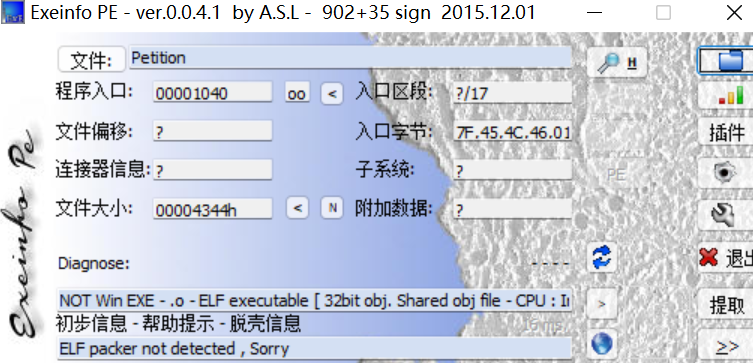 Exeinfo PE - ver.0.0.4.1 by A.S.L - 902+35 sign 2015.12.01
Exeinfo Pe
文件: Petition H
程序入口: 00001040 oo < 入口区段: ?/17
文件偏移: ? 入口字节: 7F.45.4C.46.01 插件
连接器信息: ? 子系统: ? PE
文件大小: 00004344h < N 附加数据: ?
Diagnose: ---- 退出
NOT Win EXE - .o - ELF executable [ 32bit obj. Shared obj file - CPU : > 提取
初步信息 - 帮助提示 - 脱壳信息 15 ms
ELF packer not detected , Sorry >>